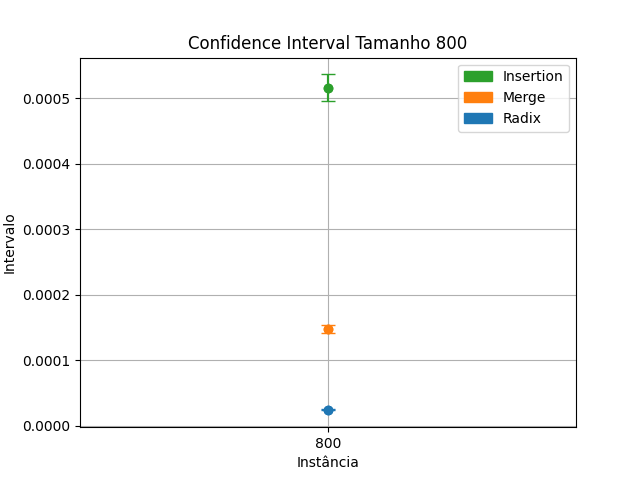 Confidence Interval Tamanho 800
Insertion
Merge
Radix
0.0005
0.0004
0.0003
0.0002
0.0001
0.0000
Intervalo
800
Instância